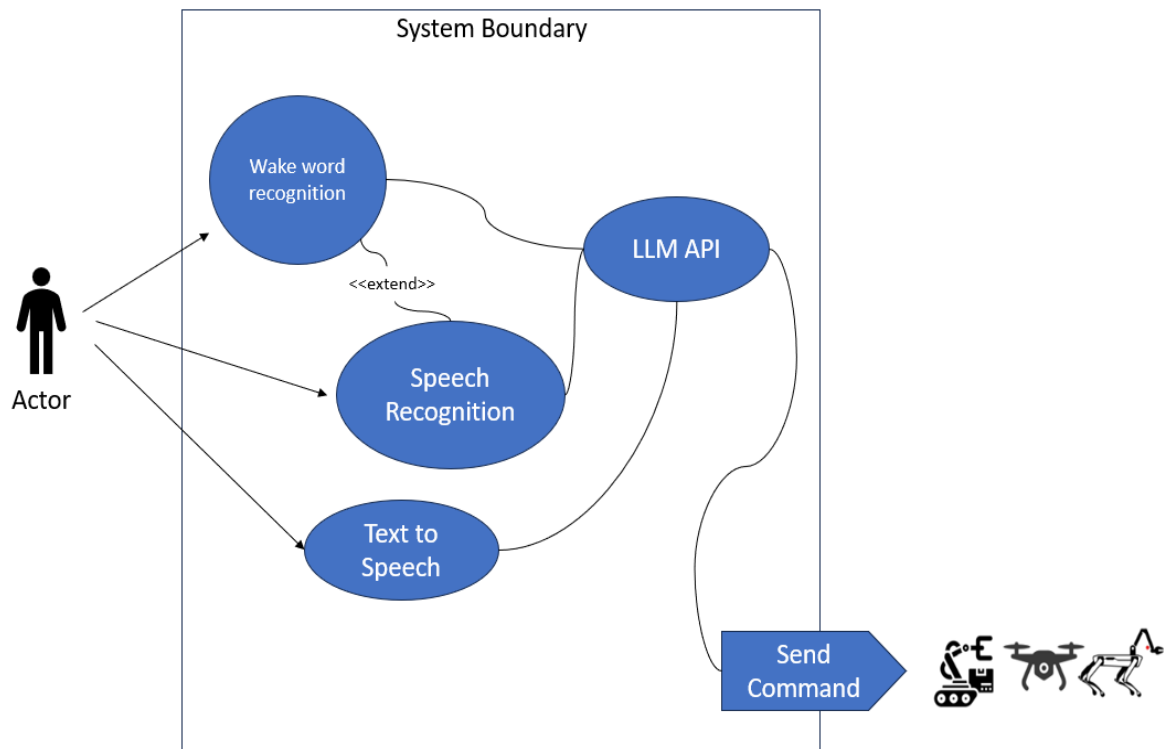 System Boundary
Wake word
recognition
LLM API
<<extend>>
Actor
Speech
Recognition
Text to
Speech
Send
Command